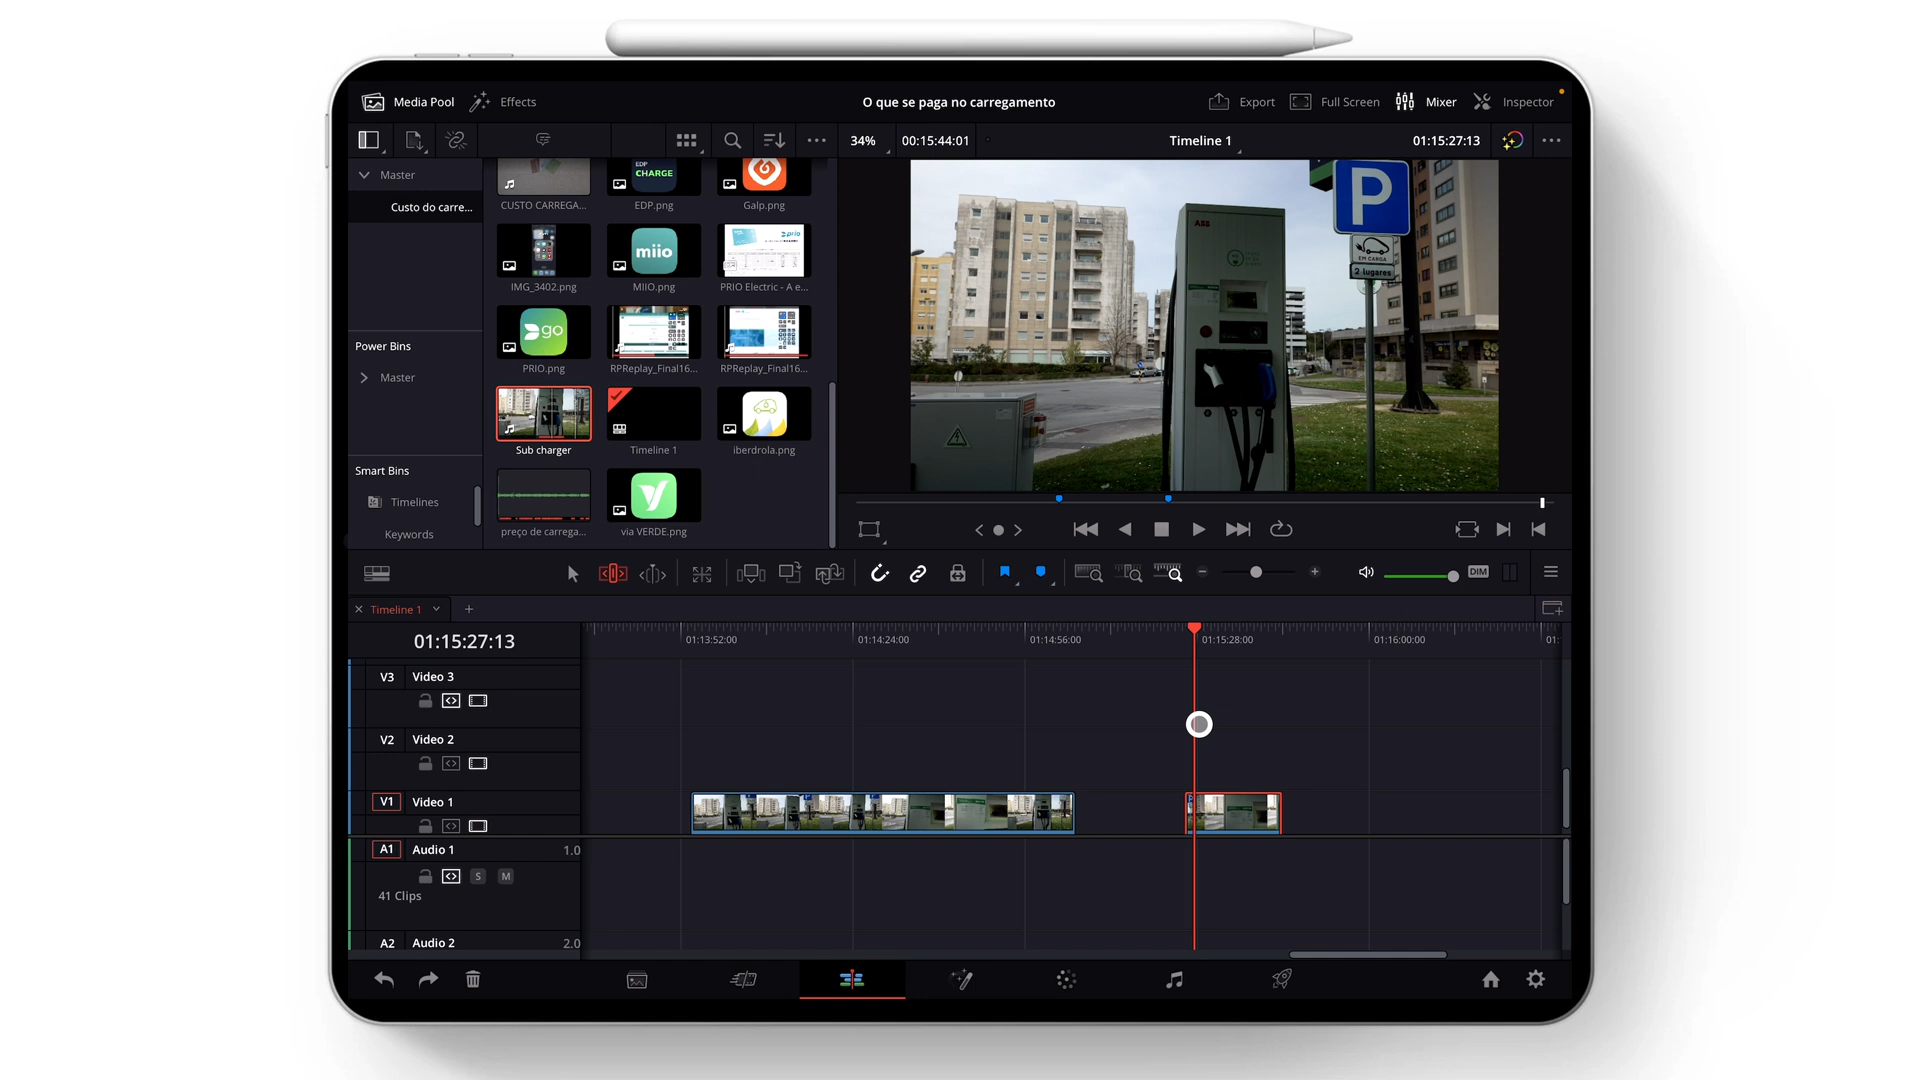 Media Pool
Effects
O que se paga no carregamento
Export
Full Screen
Mixer
Inspector
34%
00:15:44:01
Timeline 1
01:15:27:13
Master
Custo do carre...
Power Bins
Master
Smart Bins
Timelines
Keywords
CUSTO CARREGA...
EDP
CHARGE
EDP.png
Galp.png
IMG_3402.png
miio
MIIO.png
prio
PRIO Electric - A e...
go
PRIO.png
RPReplay_Final16...
RPReplay_Final16...
Sub charger
Timeline 1
iberdrola.png
preço de carrega...
via VERDE.png
ABB
P
EM CARGA
2 lugares
DIM
Timeline 1
01:15:27:13
01:13:52:00
01:14:24:00
01:14:56:00
01:15:28:00
01:16:00:00
01:
V3
Video 3
V2
Video 2
V1
Video 1
A1
Audio 1
1.0
S
M
41 Clips
A2
Audio 2
2.0